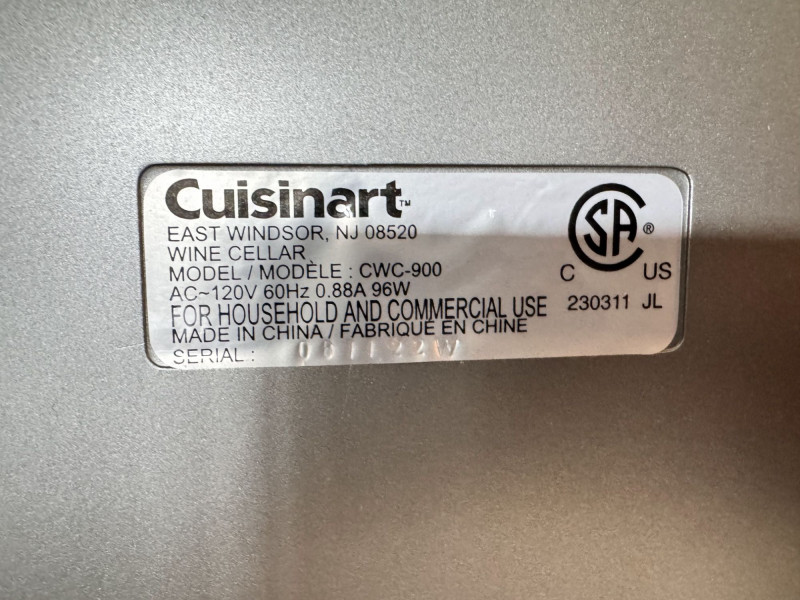 Cuisinart™
EAST WINDSOR, NJ 08520
WINE CELLAR
MODEL / MODÈLE : CWC-900
AC~120V 60Hz 0.88A 96W
FOR HOUSEHOLD AND COMMERCIAL USE
MADE IN CHINA / FABRIQUÉ EN CHINE
SERIAL :
CSA®
C US
230311 JL